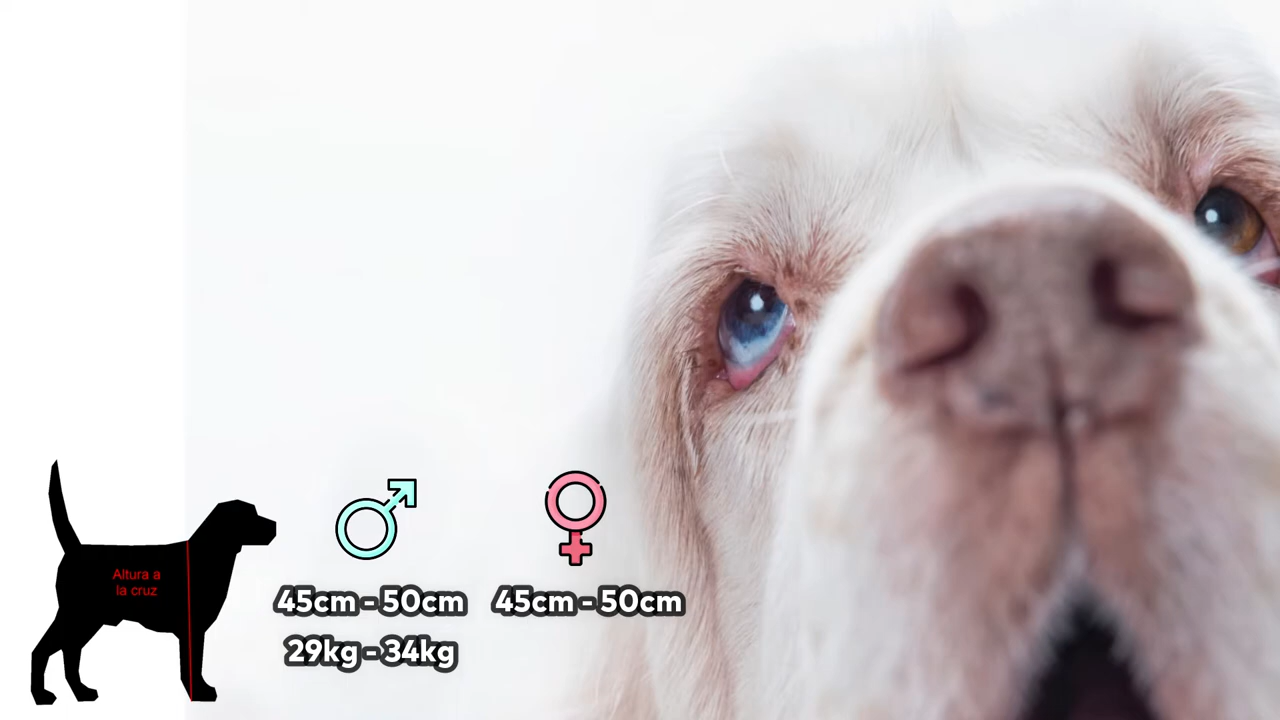 Altura a
la cruz
45cm - 50cm
45cm - 50cm
29kg - 34kg